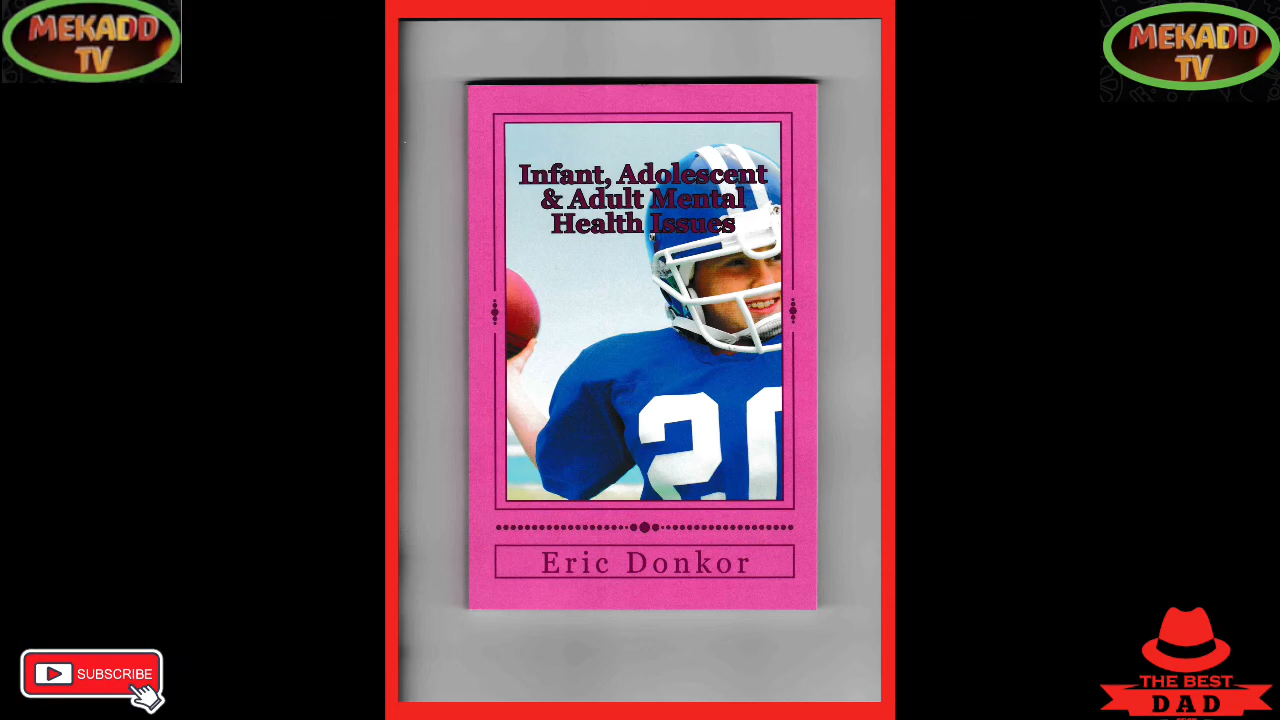 MEKADD
TV
MEKADD
TV
Infant, Adolescent
& Adult Mental
Health Issues
20
Eric Donkor
SUBSCRIBE
THE BEST
DAD